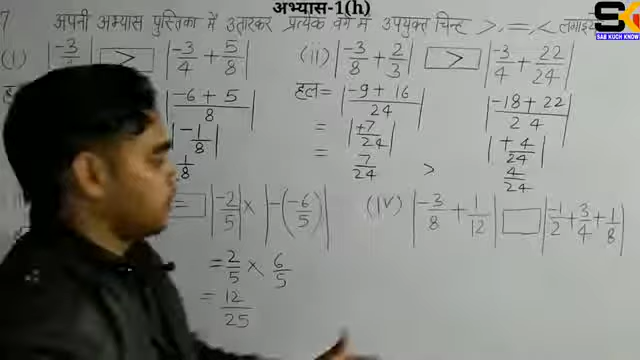 अभ्यास-1(h)
S
SAB KUCH KNOW
7 अपनी अभ्यास पुस्तिका में उतारकर प्रत्येक वर्ग में उपयुक्त चिन्ह >, =, < लगाइए
(i) |-3/4| > |-3/4 + 5/8| (ii) |-3/8 + 2/3| > |-3/4 + 22/24|
|-6 + 5/8| हल= |-9 + 16/24| |-18 + 22/24|
|-1/8| = |+7/24| |+4/24|
1/8 = 7/24 > 4/24
= |-2/5| × |-(-6/5)| (iv) |-3/8 + 1/12| □ |-1/2 + 3/4 + 1/8|
= 2/5 × 6/5
= 12/25